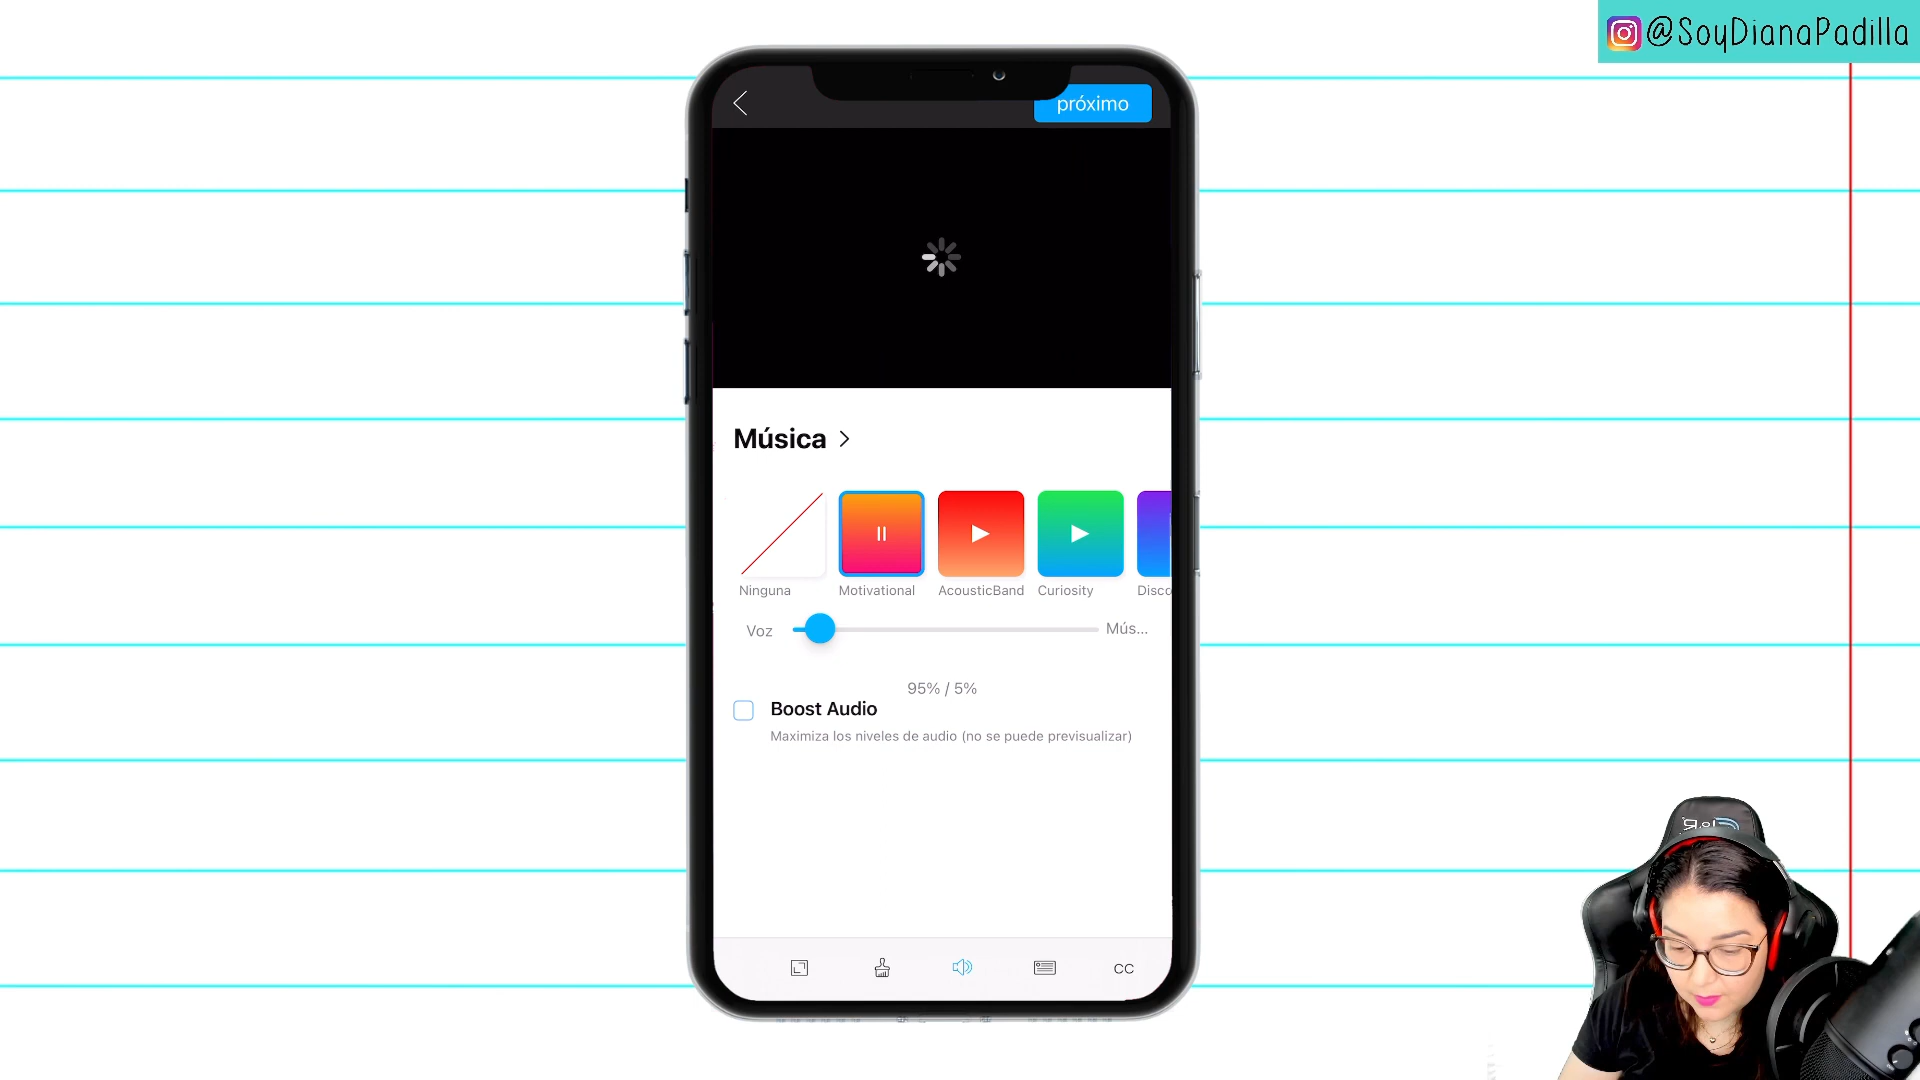 @SoyDianaPadilla
próximo
Música
Ninguna
Motivational
AcousticBand
Curiosity
Disco
Voz
Mús...
95% / 5%
Boost Audio
Maximiza los niveles de audio (no se puede previsualizar)
CC